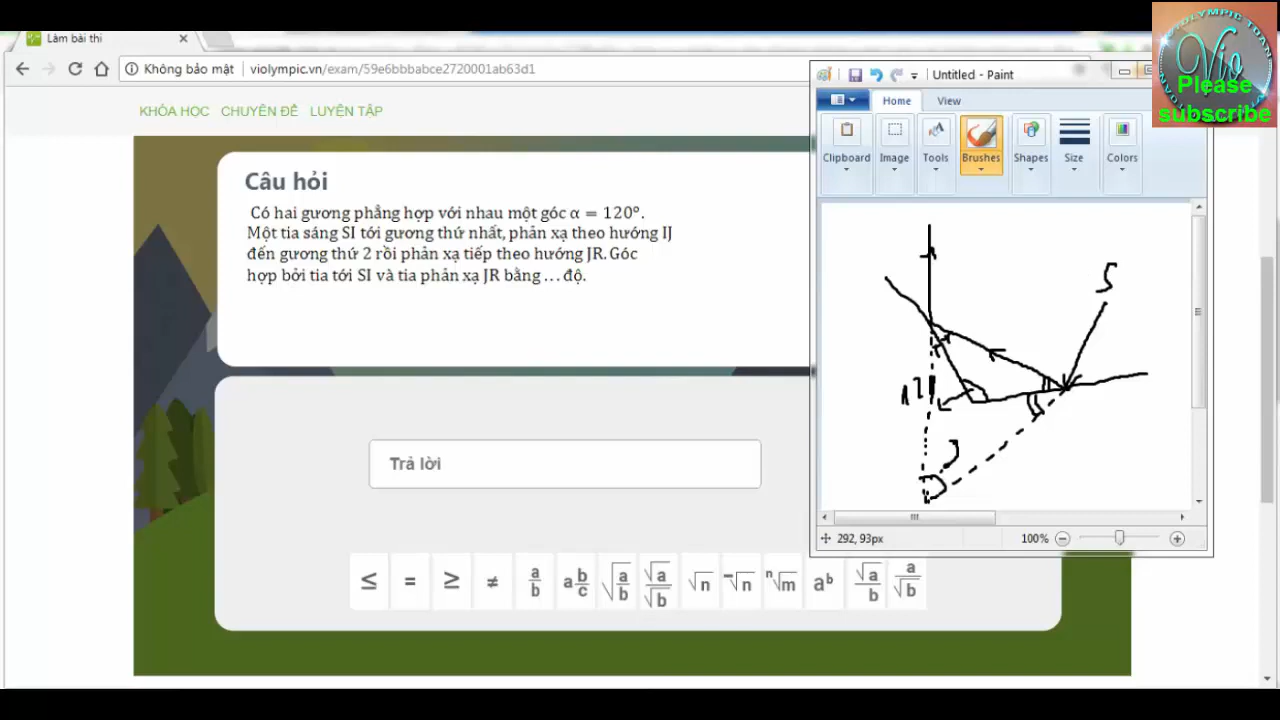 Làm bài thi
Không bảo mật
violympic.vn/exam/59e6bbbabce2720001ab63d1
KHÓA HỌC CHUYÊN ĐỀ LUYỆN TẬP
Câu hỏi
Có hai gương phẳng hợp với nhau một góc α = 120°.
Một tia sáng SI tới gương thứ nhất, phản xạ theo hướng IJ
đến gương thứ 2 rồi phản xạ tiếp theo hướng JR. Góc
hợp bởi tia tới SI và tia phản xạ JR bằng … độ.
Trả lời
≤ = ≥ ≠ a/b a b/c √a/b √a/√b √n ⁻√n ⁿ√m aᵇ √a/b -a/√b
Untitled - Paint
Home View
Clipboard Image Tools Brushes Shapes Size Colors
S
292, 93px
100%
VIOLYMPIC TOAN
Vio
Please
subscribe